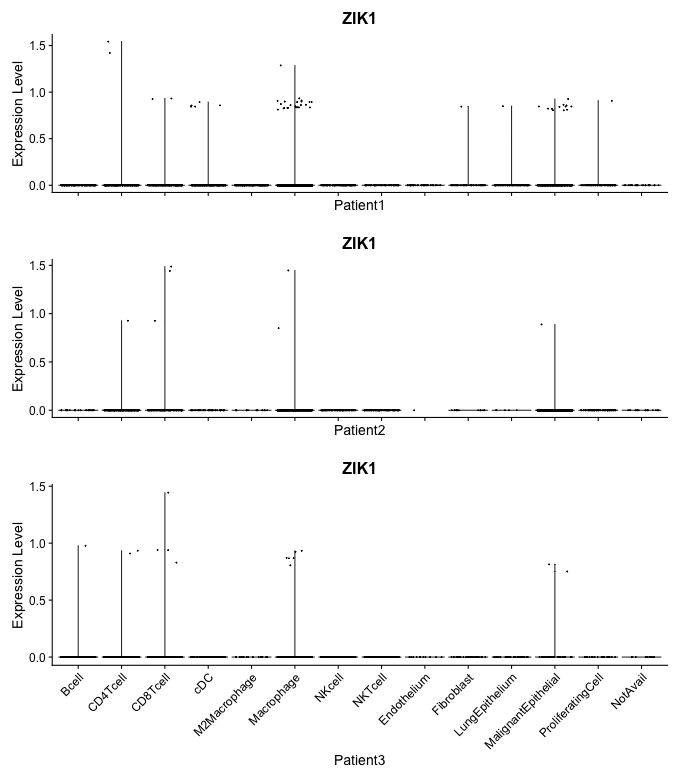 ZIK1
Expression Level
1.5
1.0
0.5
0.0
Patient1
ZIK1
Expression Level
1.5
1.0
0.5
0.0
Patient2
ZIK1
Expression Level
1.5
1.0
0.5
0.0
Bcell
CD4Tcell
CD8Tcell
cDC
M2Macrophage
Macrophage
NKcell
NKTcell
Endothelium
Fibroblast
LungEpithelium
MalignantEpithelial
ProliferatingCell
NotAvail
Patient3